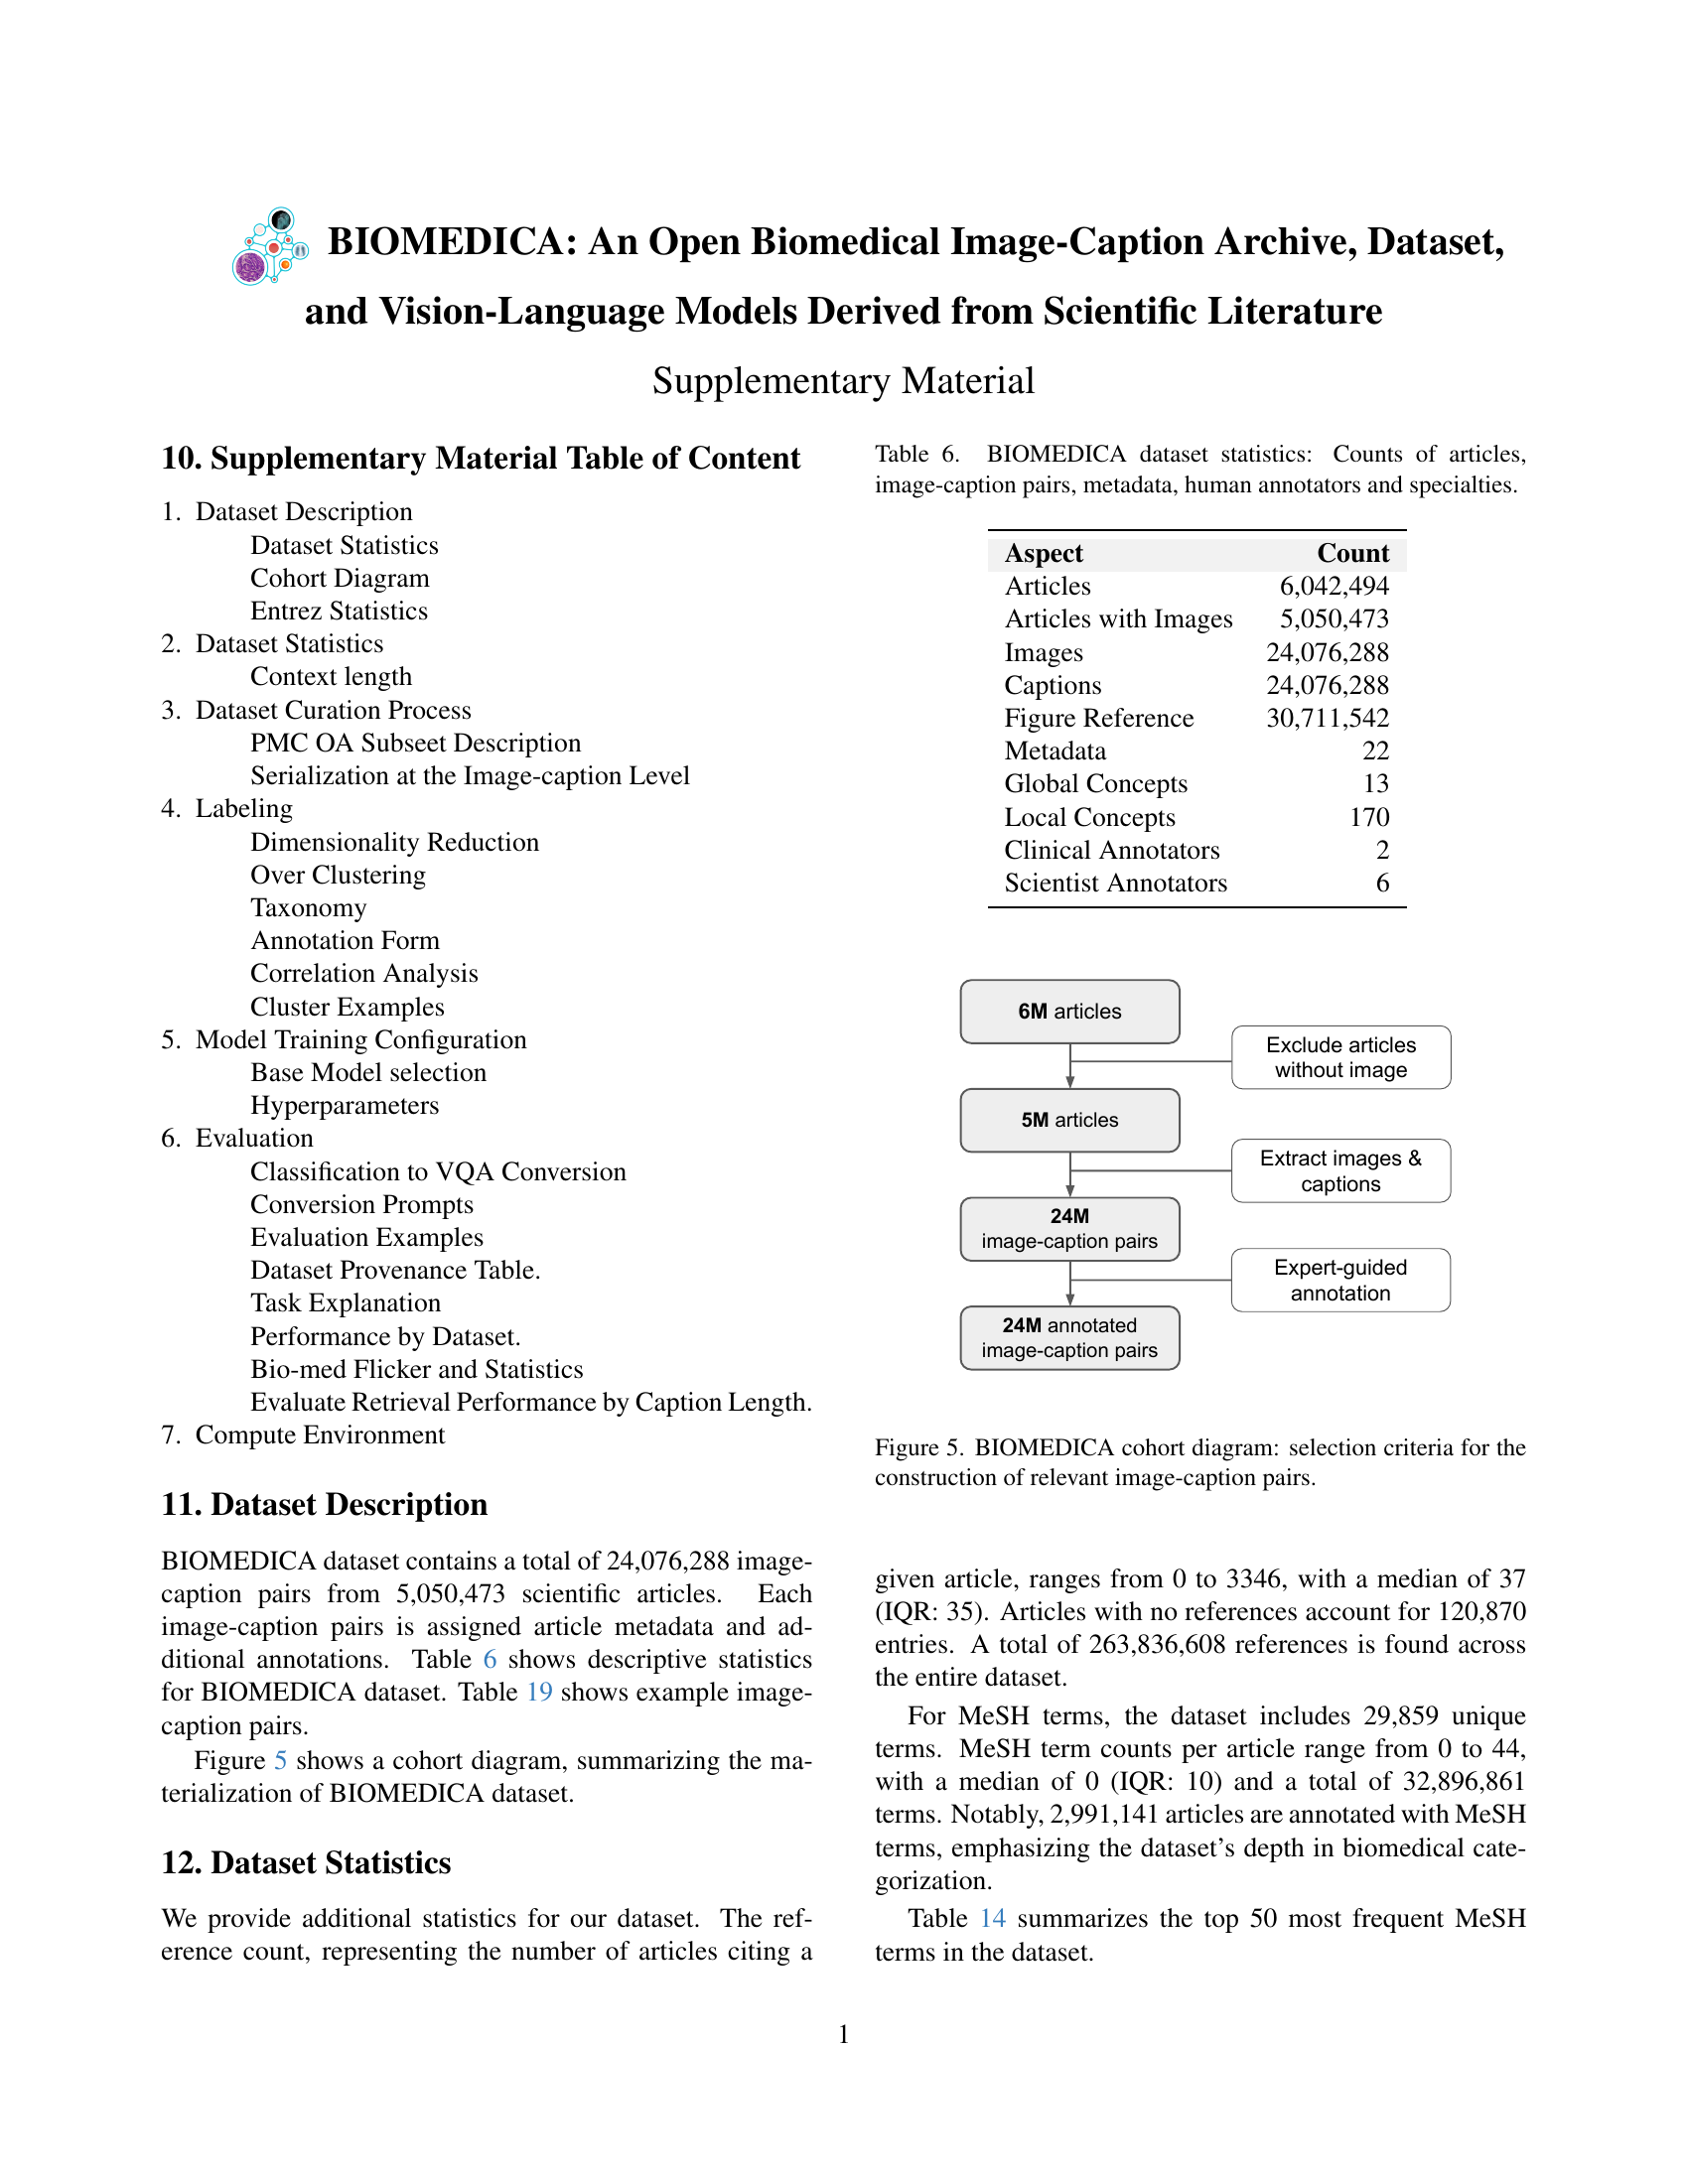 BIOMEDICA: An Open Biomedical Image-Caption Archive, Dataset,
and Vision-Language Models Derived from Scientific Literature
Supplementary Material
10. Supplementary Material Table of Content
1. Dataset Description
Dataset Statistics
Cohort Diagram
Entrez Statistics
2. Dataset Statistics
Context length
3. Dataset Curation Process
PMC OA Subseet Description
Serialization at the Image-caption Level
4. Labeling
Dimensionality Reduction
Over Clustering
Taxonomy
Annotation Form
Correlation Analysis
Cluster Examples
5. Model Training Configuration
Base Model selection
Hyperparameters
6. Evaluation
Classification to VQA Conversion
Conversion Prompts
Evaluation Examples
Dataset Provenance Table.
Task Explanation
Performance by Dataset.
Bio-med Flicker and Statistics
Evaluate Retrieval Performance by Caption Length.
7. Compute Environment
11. Dataset Description
BIOMEDICA dataset contains a total of 24,076,288 image-
caption pairs from 5,050,473 scientific articles. Each
image-caption pairs is assigned article metadata and ad-
ditional annotations. Table 6 shows descriptive statistics
for BIOMEDICA dataset. Table 19 shows example image-
caption pairs.
Figure 5 shows a cohort diagram, summarizing the ma-
terialization of BIOMEDICA dataset.
12. Dataset Statistics
We provide additional statistics for our dataset. The ref-
erence count, representing the number of articles citing a
Table 6. BIOMEDICA dataset statistics: Counts of articles,
image-caption pairs, metadata, human annotators and specialties.
Aspect Count
Articles 6,042,494
Articles with Images 5,050,473
Images 24,076,288
Captions 24,076,288
Figure Reference 30,711,542
Metadata 22
Global Concepts 13
Local Concepts 170
Clinical Annotators 2
Scientist Annotators 6
6M articles
Exclude articles
without image
5M articles
Extract images &
captions
24M
image-caption pairs
Expert-guided
annotation
24M annotated
image-caption pairs
Figure 5. BIOMEDICA cohort diagram: selection criteria for the
construction of relevant image-caption pairs.
given article, ranges from 0 to 3346, with a median of 37
(IQR: 35). Articles with no references account for 120,870
entries. A total of 263,836,608 references is found across
the entire dataset.
For MeSH terms, the dataset includes 29,859 unique
terms. MeSH term counts per article range from 0 to 44,
with a median of 0 (IQR: 10) and a total of 32,896,861
terms. Notably, 2,991,141 articles are annotated with MeSH
terms, emphasizing the dataset's depth in biomedical cate-
gorization.
Table 14 summarizes the top 50 most frequent MeSH
terms in the dataset.
1